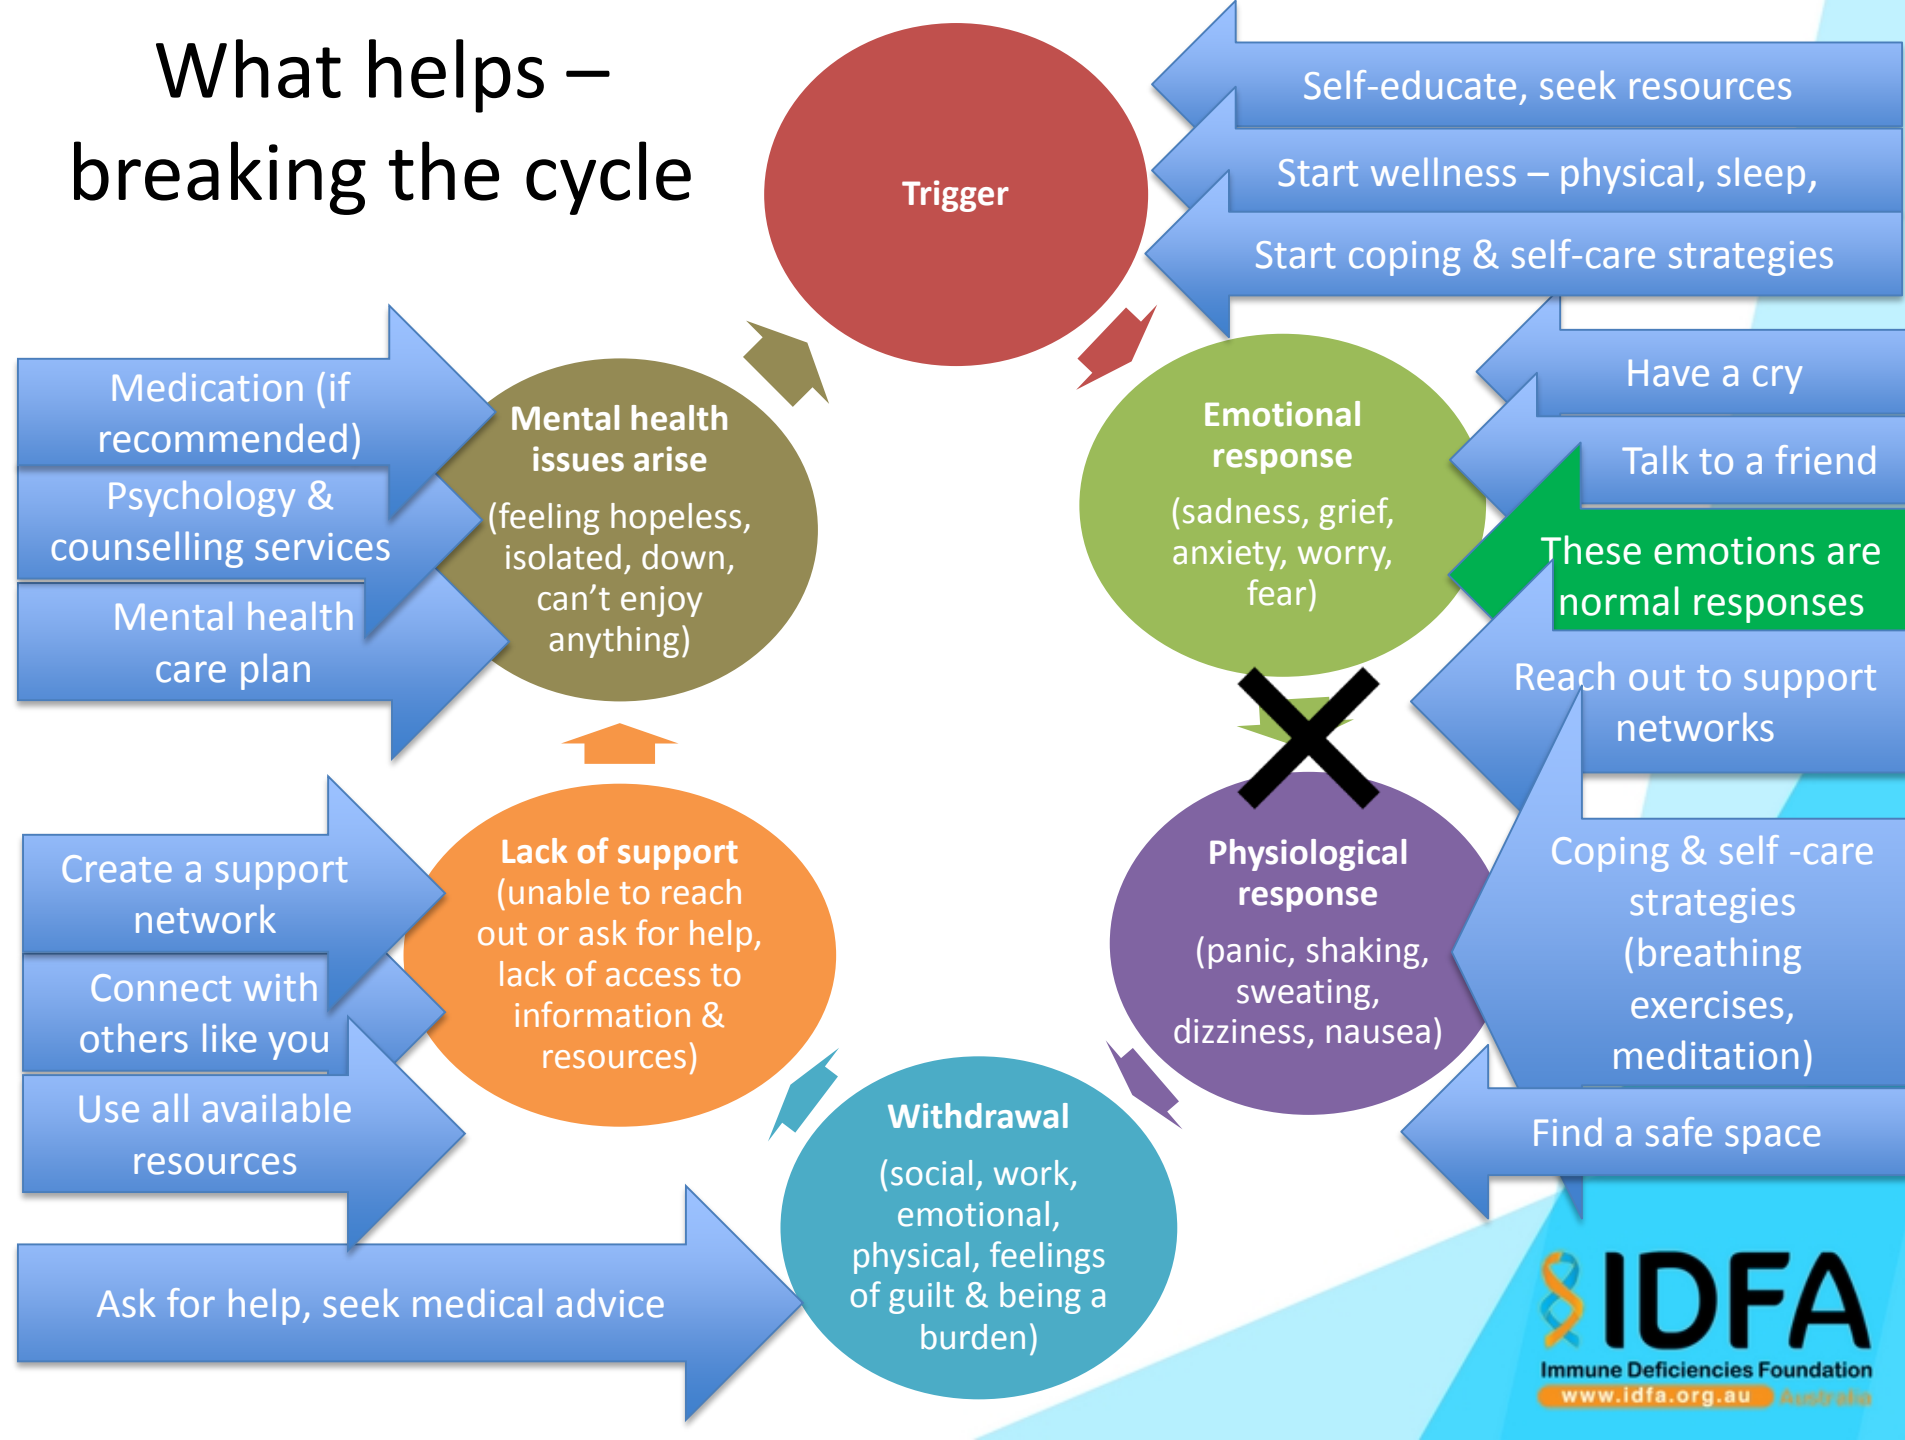 What helps –
breaking the cycle
Trigger
Self-educate, seek resources
Start wellness – physical, sleep,
Start coping & self-care strategies
Emotional
response
(sadness, grief,
anxiety, worry,
fear)
Have a cry
Talk to a friend
These emotions are
normal responses
Reach out to support
networks
Physiological
response
(panic, shaking,
sweating,
dizziness, nausea)
Coping & self -care
strategies
(breathing
exercises,
meditation)
Find a safe space
Withdrawal
(social, work,
emotional,
physical, feelings
of guilt & being a
burden)
Ask for help, seek medical advice
Lack of support
(unable to reach
out or ask for help,
lack of access to
information &
resources)
Create a support
network
Connect with
others like you
Use all available
resources
Mental health
issues arise
(feeling hopeless,
isolated, down,
can't enjoy
anything)
Medication (if
recommended)
Psychology &
counselling services
Mental health
care plan
IDFA
Immune Deficiencies Foundation
www.idfa.org.au Australia